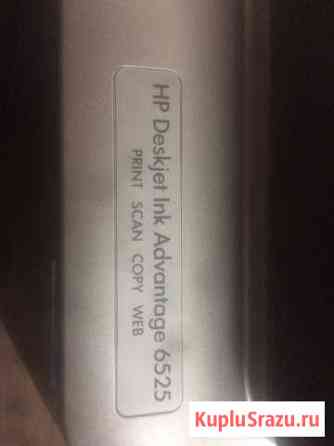 HP Deskjet Ink Advantage 6525
PRINT SCAN COPY WEB
KupluSrazu.ru